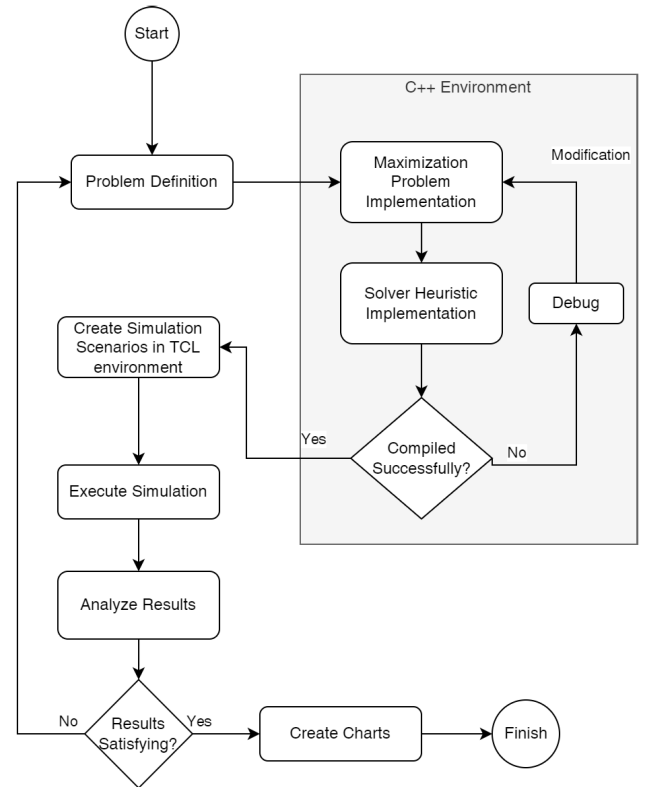 Start
C++ Environment
Problem Definition
Maximization
Problem
Implementation
Modification
Solver Heuristic
Implementation
Debug
Create Simulation
Scenarios in TCL
environment
Yes
Compiled
Successfully?
No
Execute Simulation
Analyze Results
No
Results
Satisfying?
Yes
Create Charts
Finish